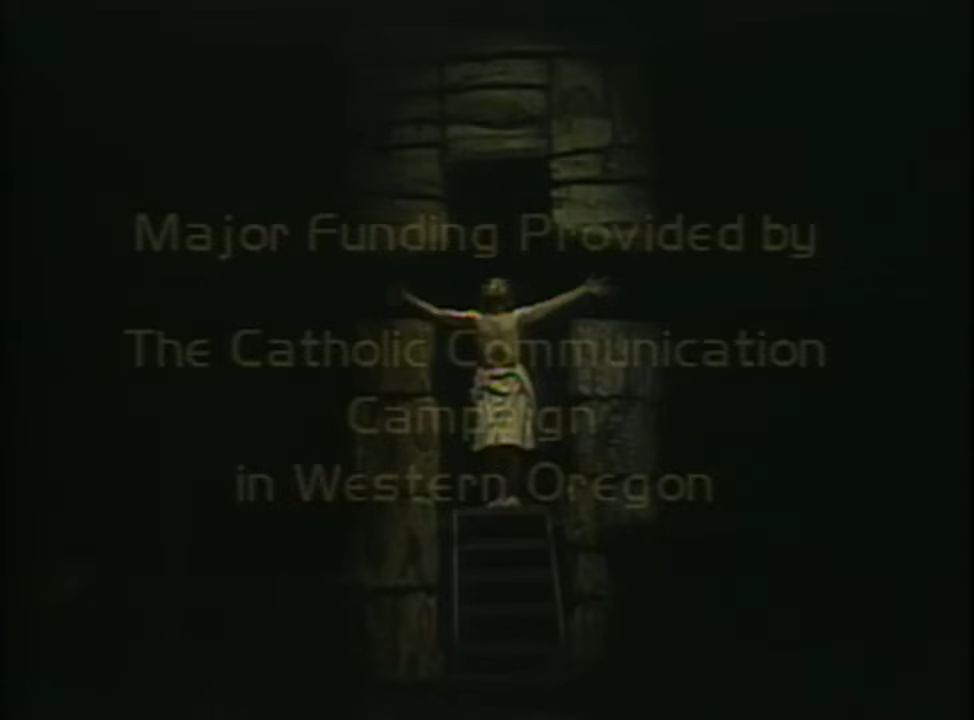 Major Funding Provided by
The Catholic Communication
Campaign
in Western Oregon